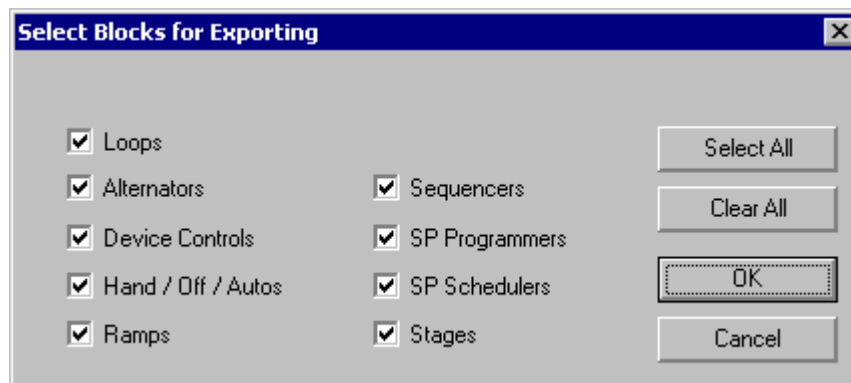 Select Blocks for Exporting
Loops
Select All
Alternators
Sequencers
Clear All
Device Controls
SP Programmers
Hand / Off / Autos
SP Schedulers
OK
Ramps
Stages
Cancel